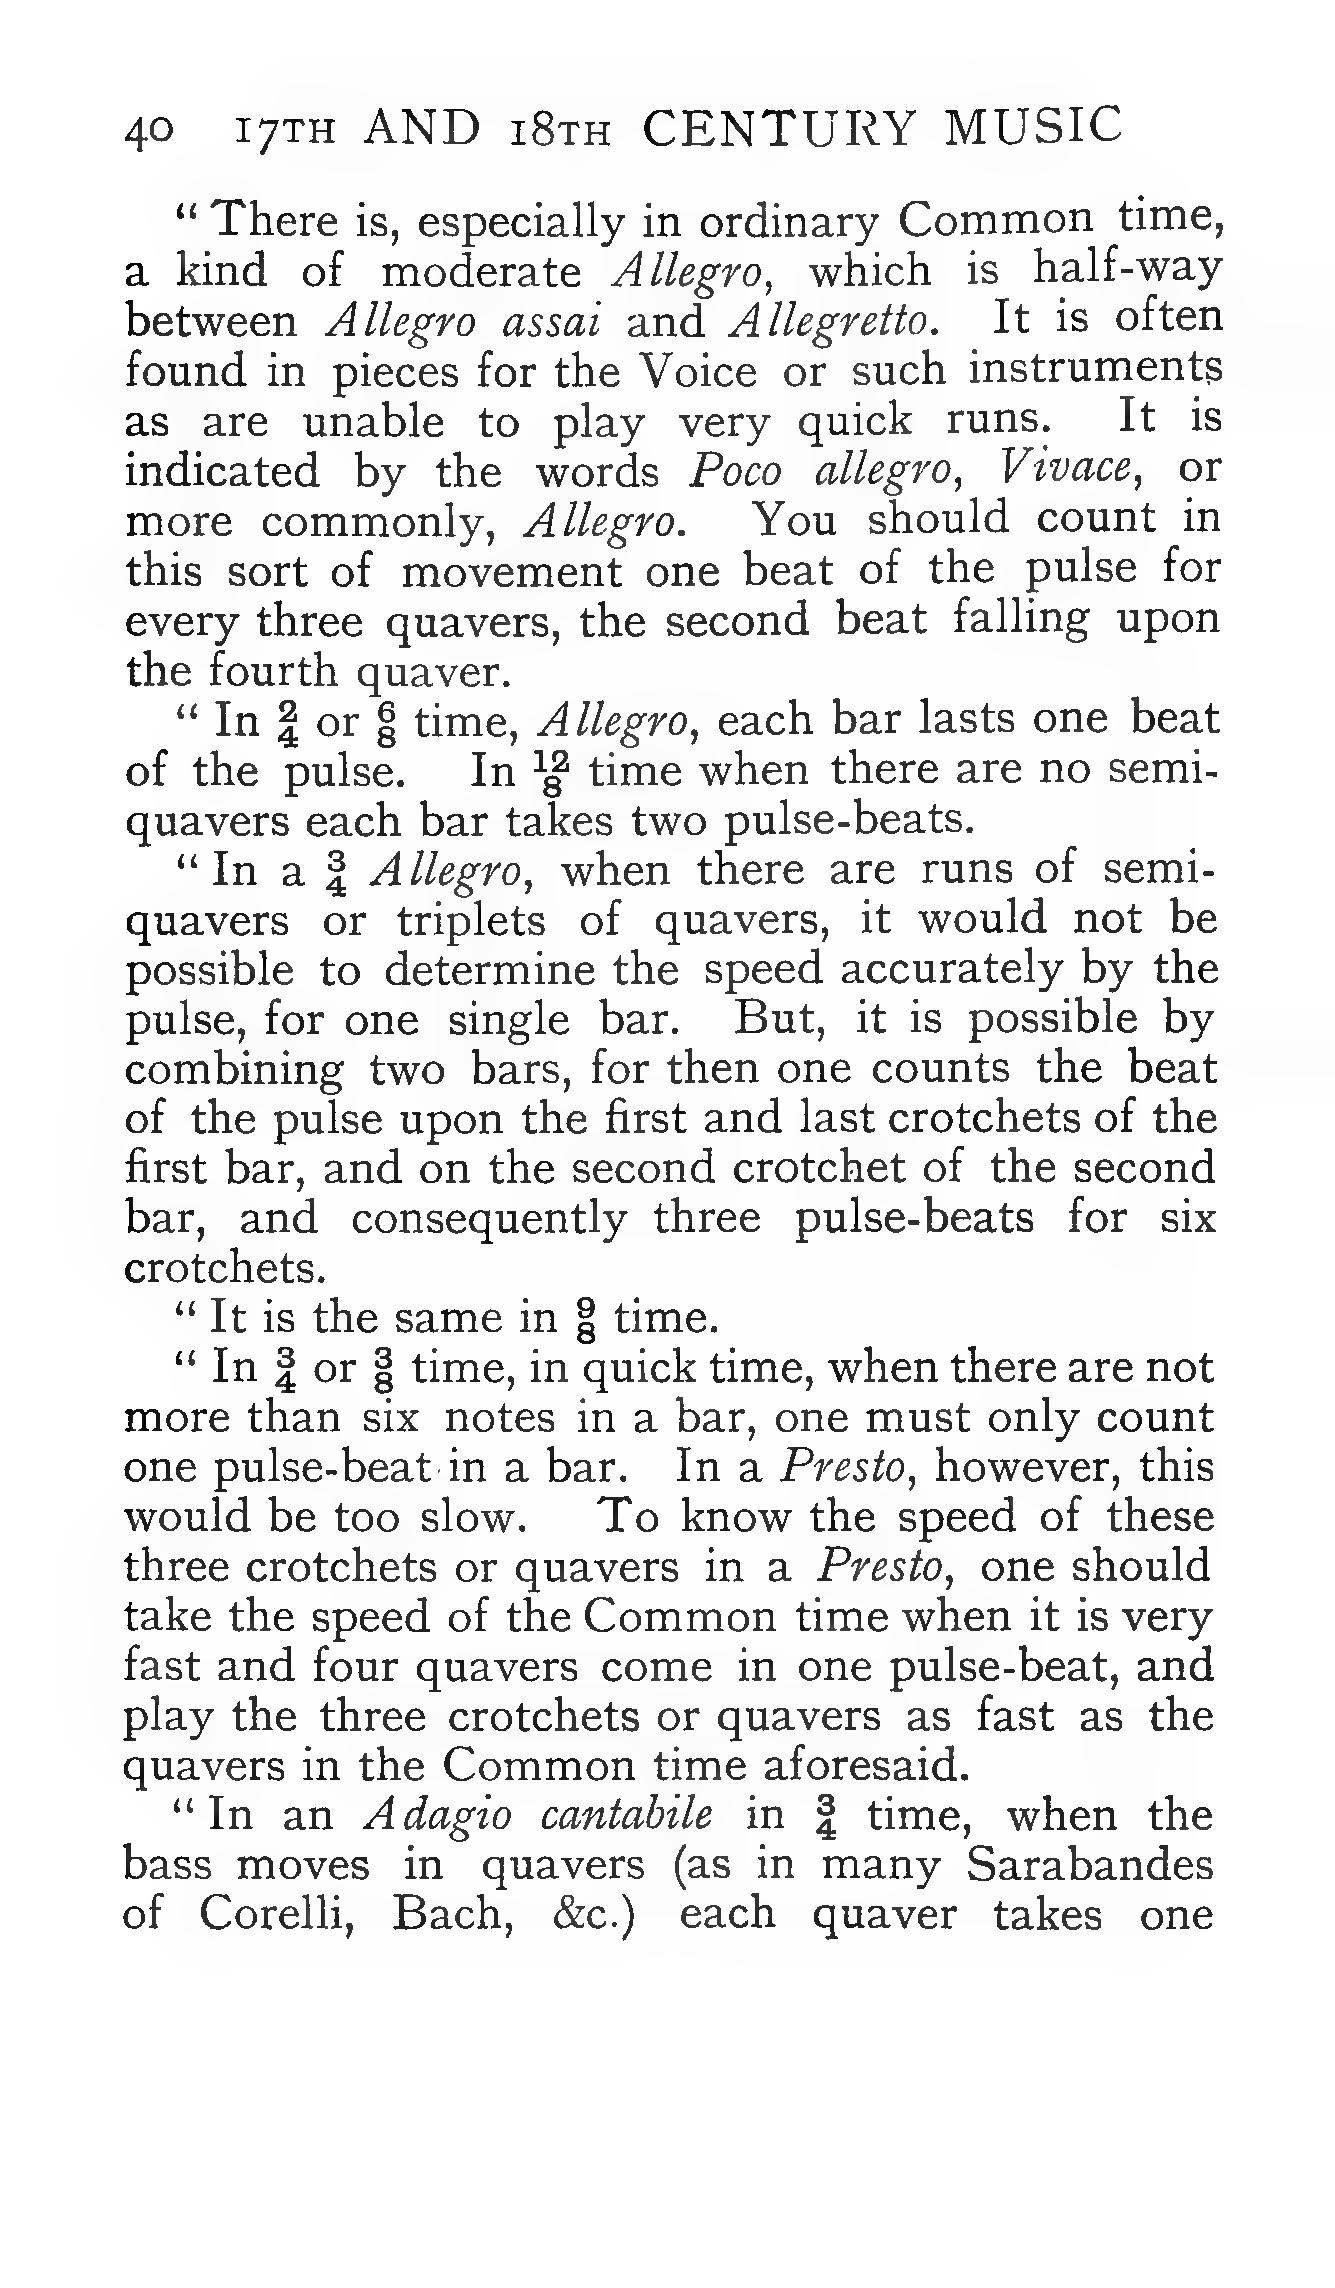 40 17TH AND 18TH CENTURY MUSIC
“ There is, especially in ordinary Common time,
a kind of moderate Allegro, which is half-way
between Allegro assai and Allegretto. It is often
found in pieces for the Voice or such instruments
as are unable to play very quick runs. It is
indicated by the words Poco allegro, Vivace, or
more commonly, Allegro. You should count in
this sort of movement one beat of the pulse for
every three quavers, the second beat falling upon
the fourth quaver.
“ In 2/4 or 6/8 time, Allegro, each bar lasts one beat
of the pulse. In 12/8 time when there are no semi-
quavers each bar takes two pulse-beats.
“ In a 3/4 Allegro, when there are runs of semi-
quavers or triplets of quavers, it would not be
possible to determine the speed accurately by the
pulse, for one single bar. But, it is possible by
combining two bars, for then one counts the beat
of the pulse upon the first and last crotchets of the
first bar, and on the second crotchet of the second
bar, and consequently three pulse-beats for six
crotchets.
“ It is the same in 9/8 time.
“ In 3/4 or 3/8 time, in quick time, when there are not
more than six notes in a bar, one must only count
one pulse-beat in a bar. In a Presto, however, this
would be too slow. To know the speed of these
three crotchets or quavers in a Presto, one should
take the speed of the Common time when it is very
fast and four quavers come in one pulse-beat, and
play the three crotchets or quavers as fast as the
quavers in the Common time aforesaid.
“ In an Adagio cantabile in 3/4 time, when the
bass moves in quavers (as in many Sarabandes
of Corelli, Bach, &c.) each quaver takes one